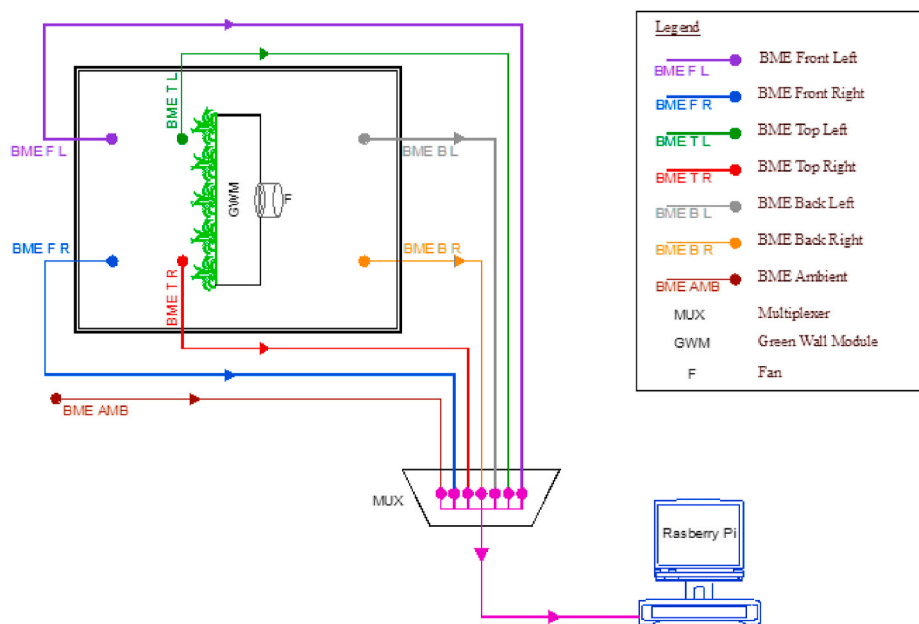 BME T L
BME F L
BME B L
GWM
F
BME F R
BME B R
BME T R
BME AMB
MUX
Rasberry Pi
Legend
BME F L
BME Front Left
BME F R
BME Front Right
BME T L
BME Top Left
BME T R
BME Top Right
BME B L
BME Back Left
BME B R
BME Back Right
BME AMB
BME Ambient
MUX
Multiplexer
GWM
Green Wall Module
F
Fan